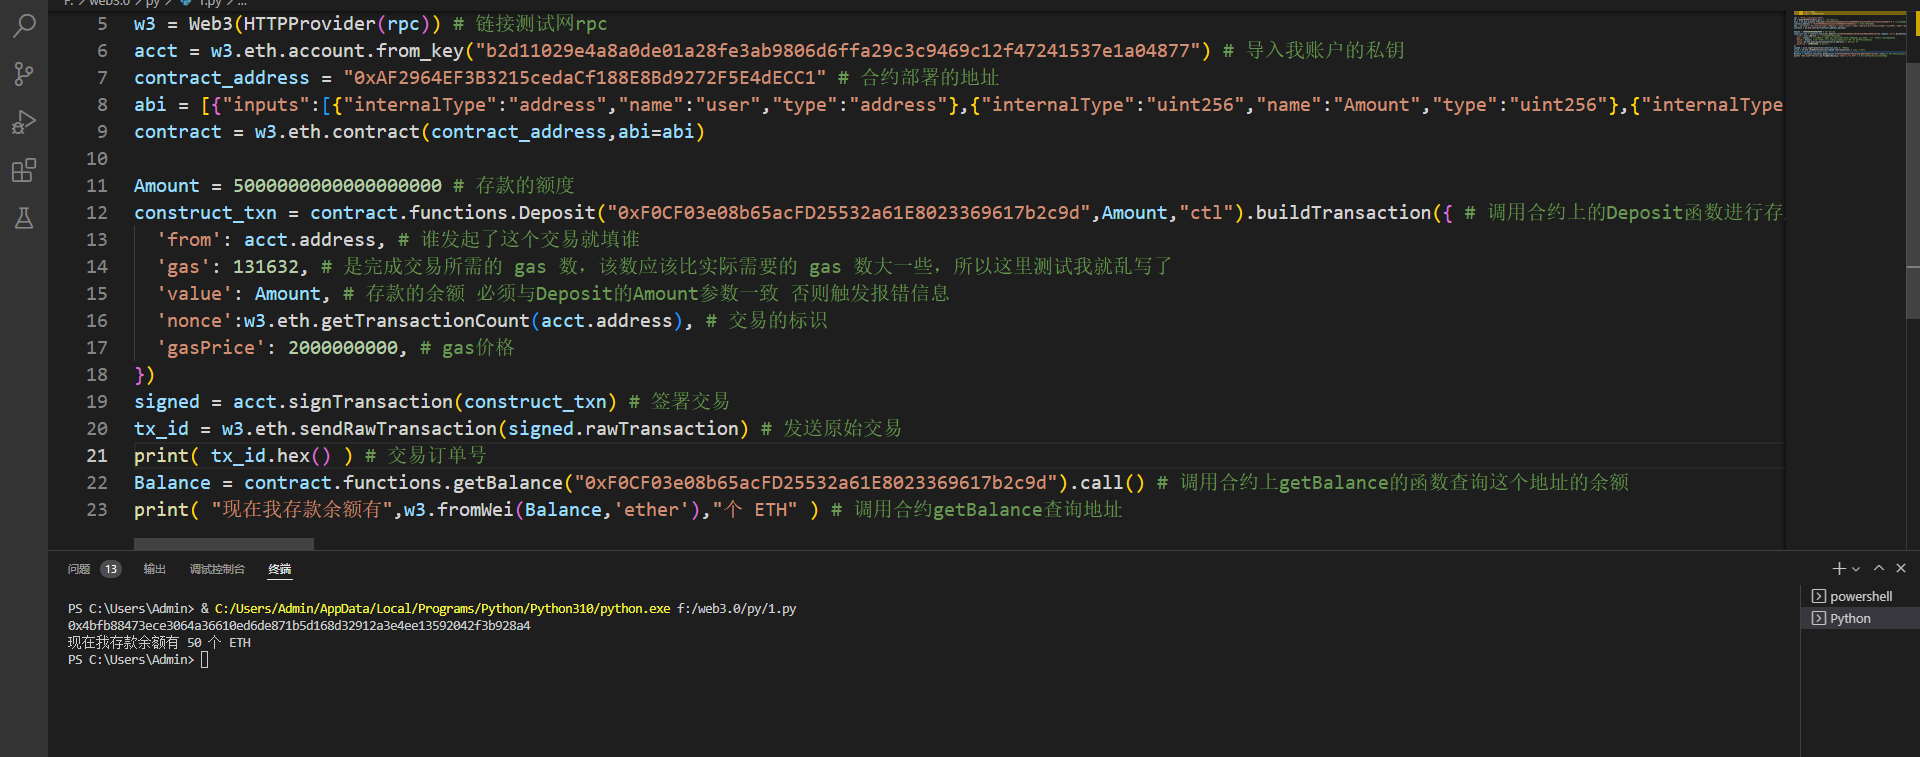 F: > web3.0 > py > 1.py > ...
5 w3 = Web3(HTTPProvider(rpc)) # 链接测试网rpc
6 acct = w3.eth.account.from_key("b2d11029e4a8a0de01a28fe3ab9806d6ffa29c3c9469c12f47241537e1a04877") # 导入我账户的私钥
7 contract_address = "0xAF2964EF3B3215cedaCf188E8Bd9272F5E4dECC1" # 合约部署的地址
8 abi = [{"inputs":[{"internalType":"address","name":"user","type":"address"},{"internalType":"uint256","name":"Amount","type":"uint256"},{"internalType
9 contract = w3.eth.contract(contract_address,abi=abi)
10
11 Amount = 5000000000000000000 # 存款的额度
12 construct_txn = contract.functions.Deposit("0xF0CF03e08b65acFD25532a61E8023369617b2c9d",Amount,"ctl").buildTransaction({ # 调用合约上的Deposit函数进行存
13 'from': acct.address, # 谁发起了这个交易就填谁
14 'gas': 131632, # 是完成交易所需的 gas 数，该数应该比实际需要的 gas 数大一些，所以这里测试我就乱写了
15 'value': Amount, # 存款的余额 必须与Deposit的Amount参数一致 否则触发报错信息
16 'nonce':w3.eth.getTransactionCount(acct.address), # 交易的标识
17 'gasPrice': 2000000000, # gas价格
18 })
19 signed = acct.signTransaction(construct_txn) # 签署交易
20 tx_id = w3.eth.sendRawTransaction(signed.rawTransaction) # 发送原始交易
21 print( tx_id.hex() ) # 交易订单号
22 Balance = contract.functions.getBalance("0xF0CF03e08b65acFD25532a61E8023369617b2c9d").call() # 调用合约上getBalance的函数查询这个地址的余额
23 print( "现在我存款余额有",w3.fromWei(Balance,'ether'),"个 ETH" ) # 调用合约getBalance查询地址
问题 13 输出 调试控制台 终端
PS C:\Users\Admin> & C:/Users/Admin/AppData/Local/Programs/Python/Python310/python.exe f:/web3.0/py/1.py
0x4bfb88473ece3064a36610ed6de871b5d168d32912a3e4ee13592042f3b928a4
现在我存款余额有 50 个 ETH
PS C:\Users\Admin>
powershell
Python